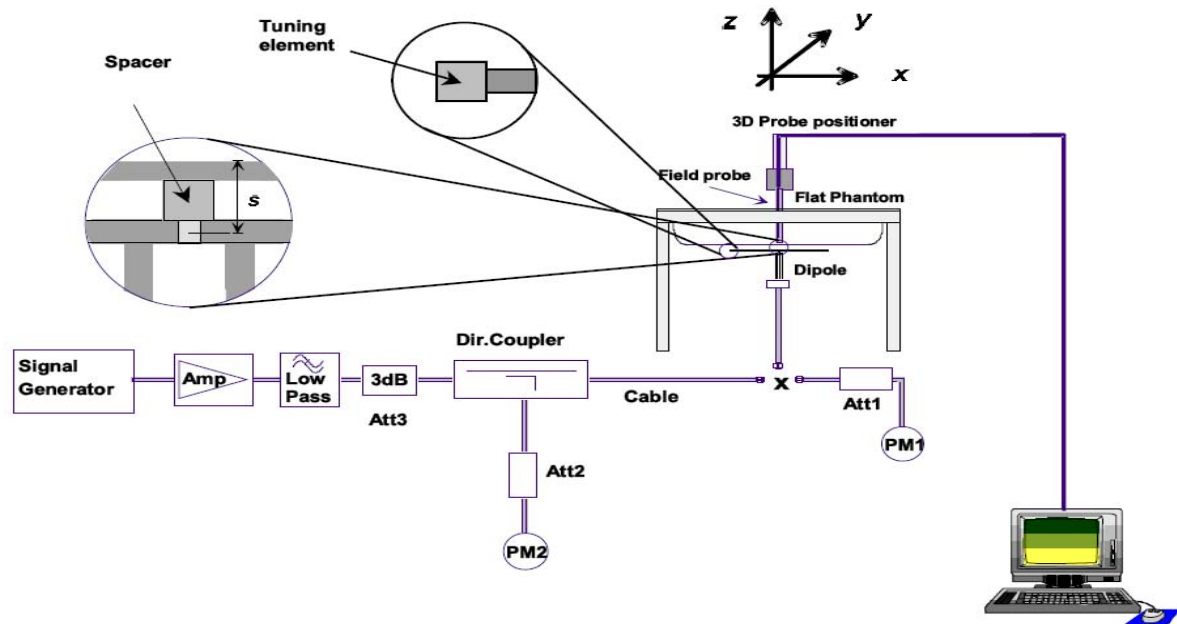 Tuning
element
Spacer
s
z
y
x
3D Probe positioner
Field probe
Flat Phantom
Dipole
Dir.Coupler
Signal
Generator
Amp
Low
Pass
3dB
Att3
Cable
x
Att1
PM1
Att2
PM2